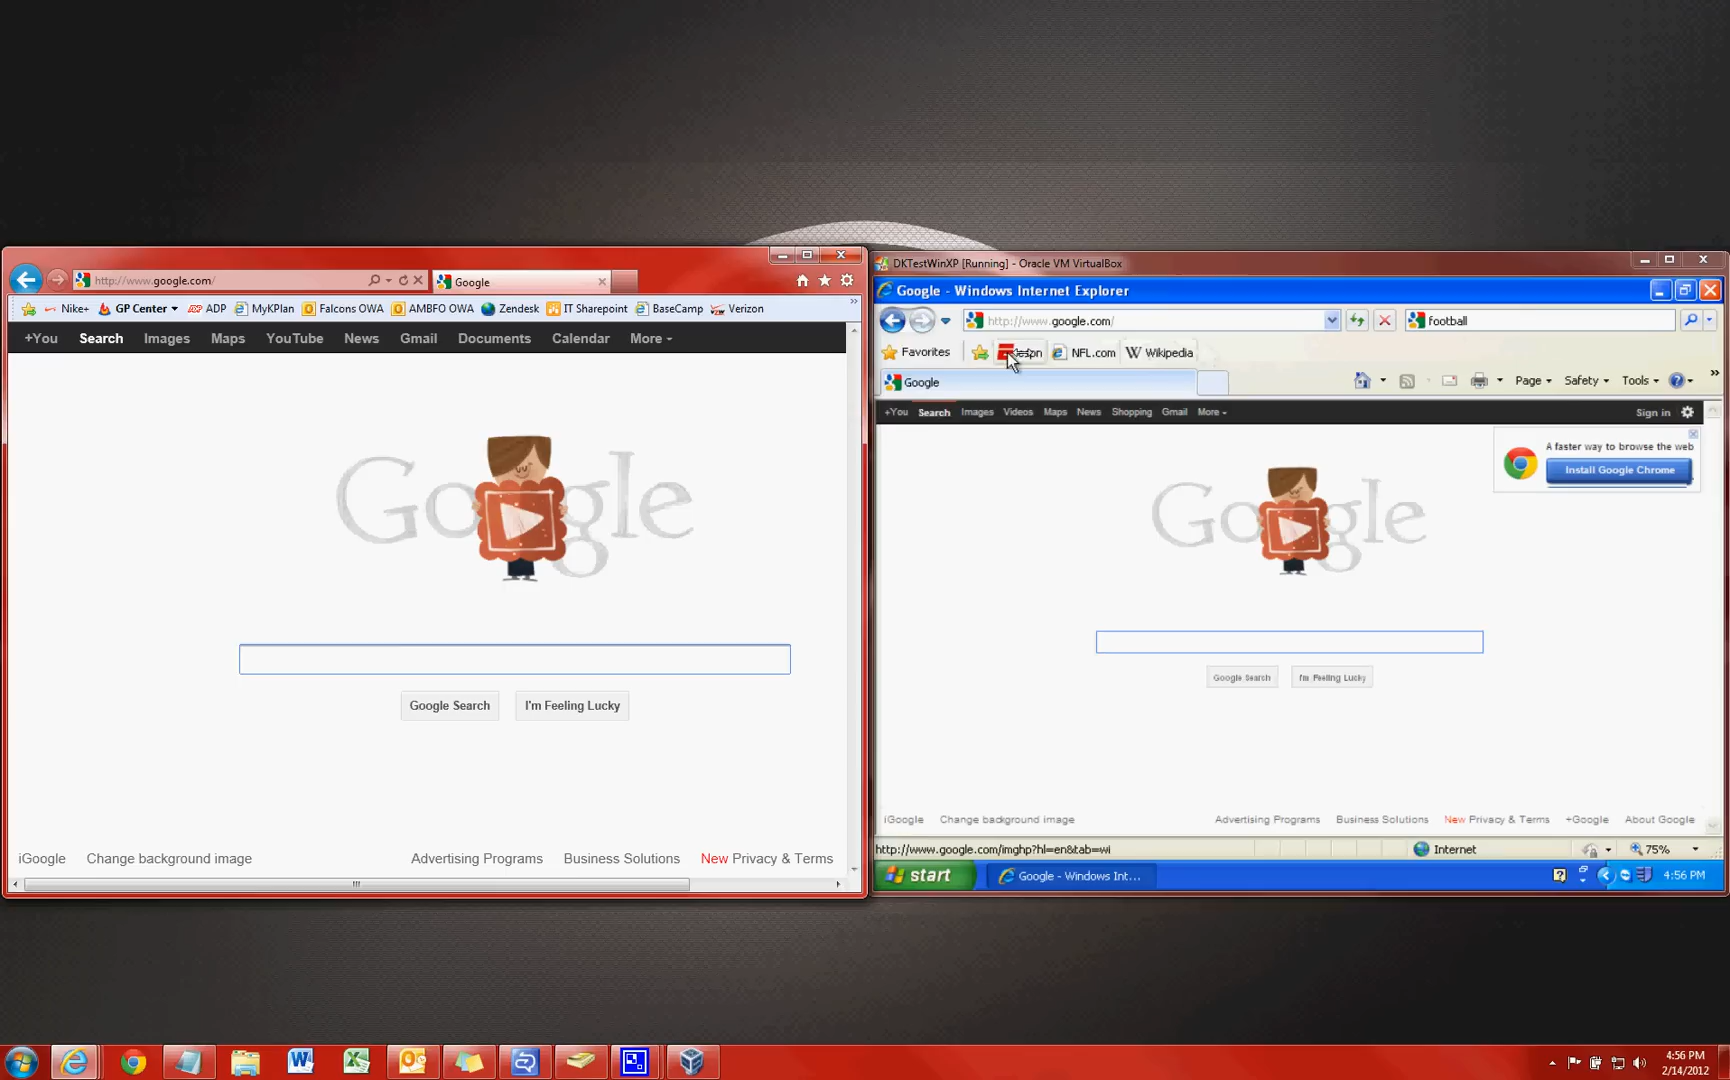 http://www.google.com/
Google
Nike+ GP Center ADP MyKPlan Falcons OWA AMBFO OWA Zendesk IT Sharepoint BaseCamp Verizon
+You Search Images Maps YouTube News Gmail Documents Calendar More
Google
Google Search I'm Feeling Lucky
iGoogle Change background image Advertising Programs Business Solutions New Privacy & Terms
DKTestWinXP [Running] - Oracle VM VirtualBox
Google - Windows Internet Explorer
http://www.google.com/ football
Favorites NFL.com Wikipedia
Google Page Safety Tools
+You Search Images Videos Maps News Shopping Gmail More Sign in
A faster way to browse the web
Install Google Chrome
Google
Google Search I'm Feeling Lucky
iGoogle Change background image Advertising Programs Business Solutions New Privacy & Terms +Google About Google
http://www.google.com/imghp?hl=en&tab=wi Internet 75%
start Google - Windows Int... 4:56 PM
4:56 PM
2/14/2012